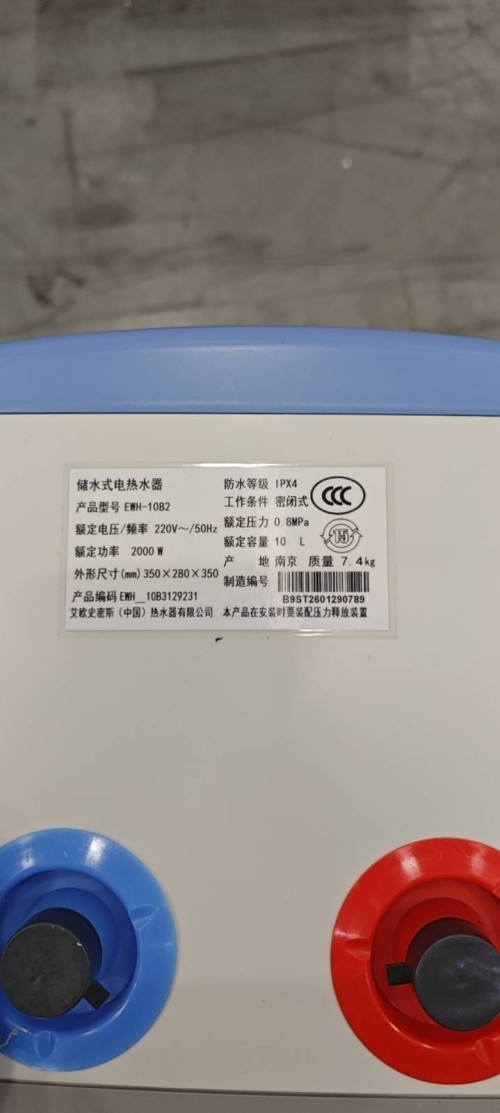 储水式电热水器
产品型号 EWH-10B2
额定电压/频率 220V～/50Hz
额定功率 2000 W
外形尺寸(mm) 350×280×350
产品编码 EWH__10B3129231
艾欧史密斯（中国）热水器有限公司
防水等级 IPX4
工作条件 密闭式
额定压力 0.8MPa
额定容量 10 L
产 地 南京 质量 7.4kg
制造编号
B9ST2601290789
本产品在安装时要装配压力释放装置
CCC
15